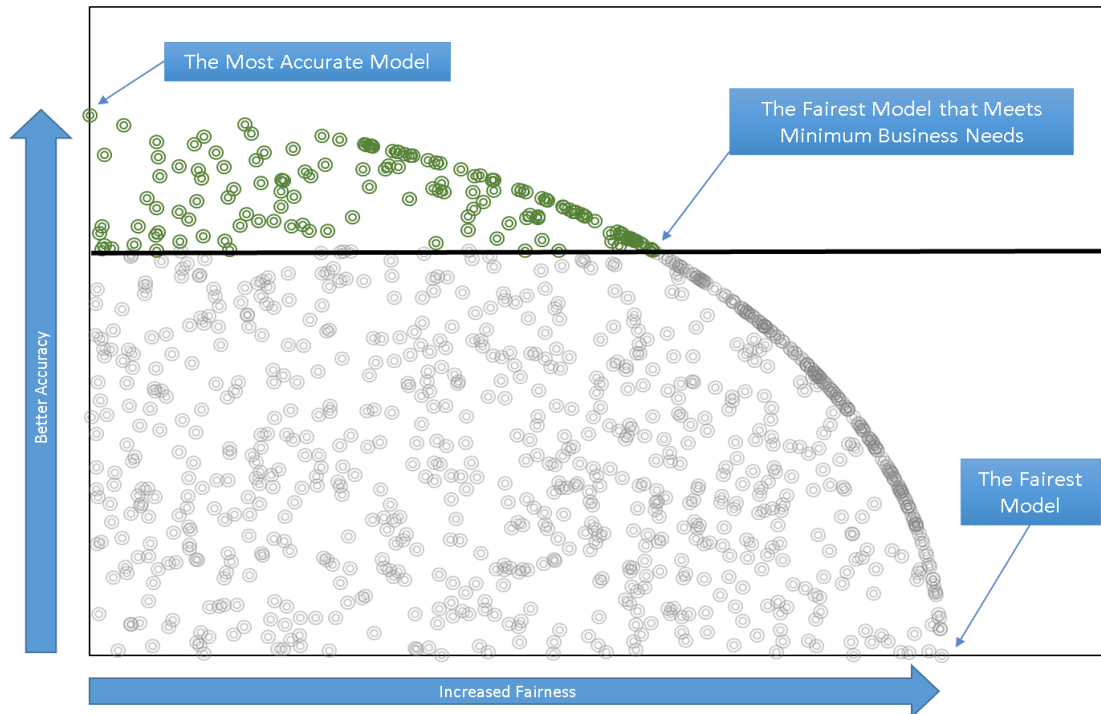 The Most Accurate Model
The Fairest Model that Meets
Minimum Business Needs
Better Accuracy
The Fairest
Model
Increased Fairness